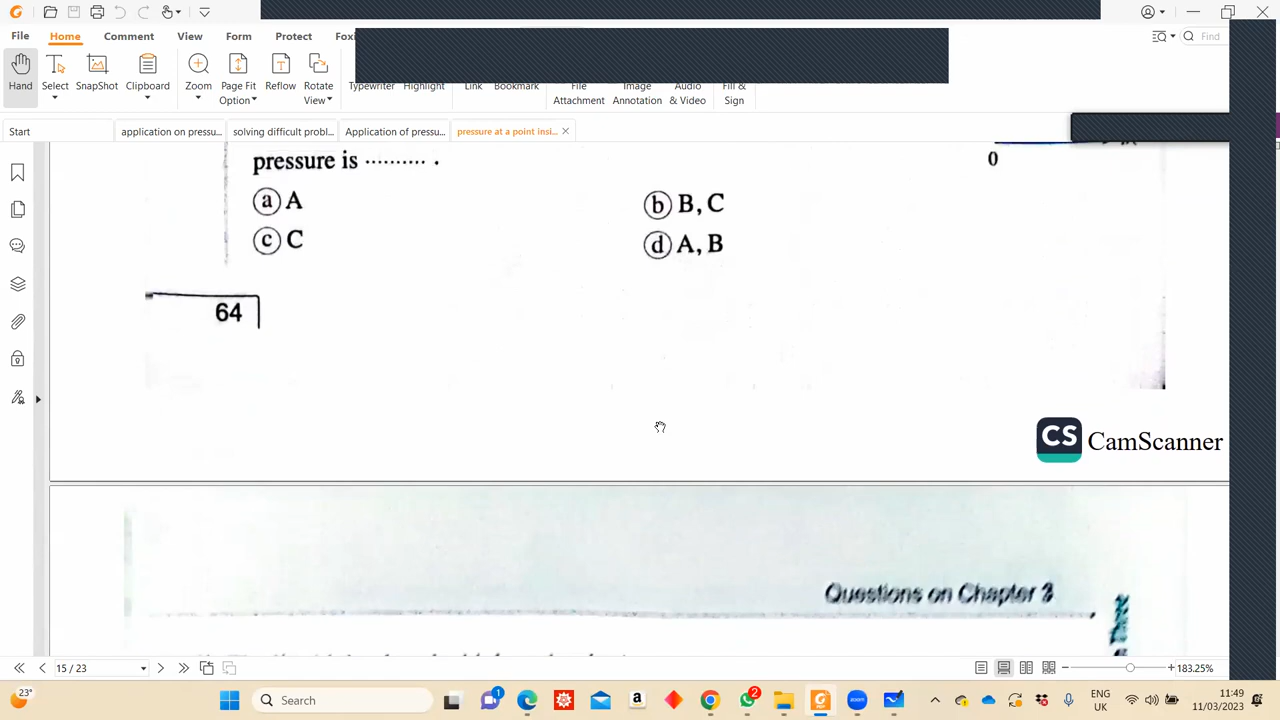 File Home Comment View Form Protect
Find
Hand Select SnapShot Clipboard Zoom Page Fit Option Reflow Rotate View Typewriter Highlight Link Bookmark File Attachment Image Annotation Audio & Video Fill & Sign
Start application on pressu... solving difficult probl... Application of pressu... pressure at a point insi...
pressure is .......... .
0
a A
b B, C
c C
d A, B
64
CS CamScanner
Questions on Chapter 3
15 / 23
183.25%
23°
Search
1
2
ENG
UK
11:49
11/03/2023